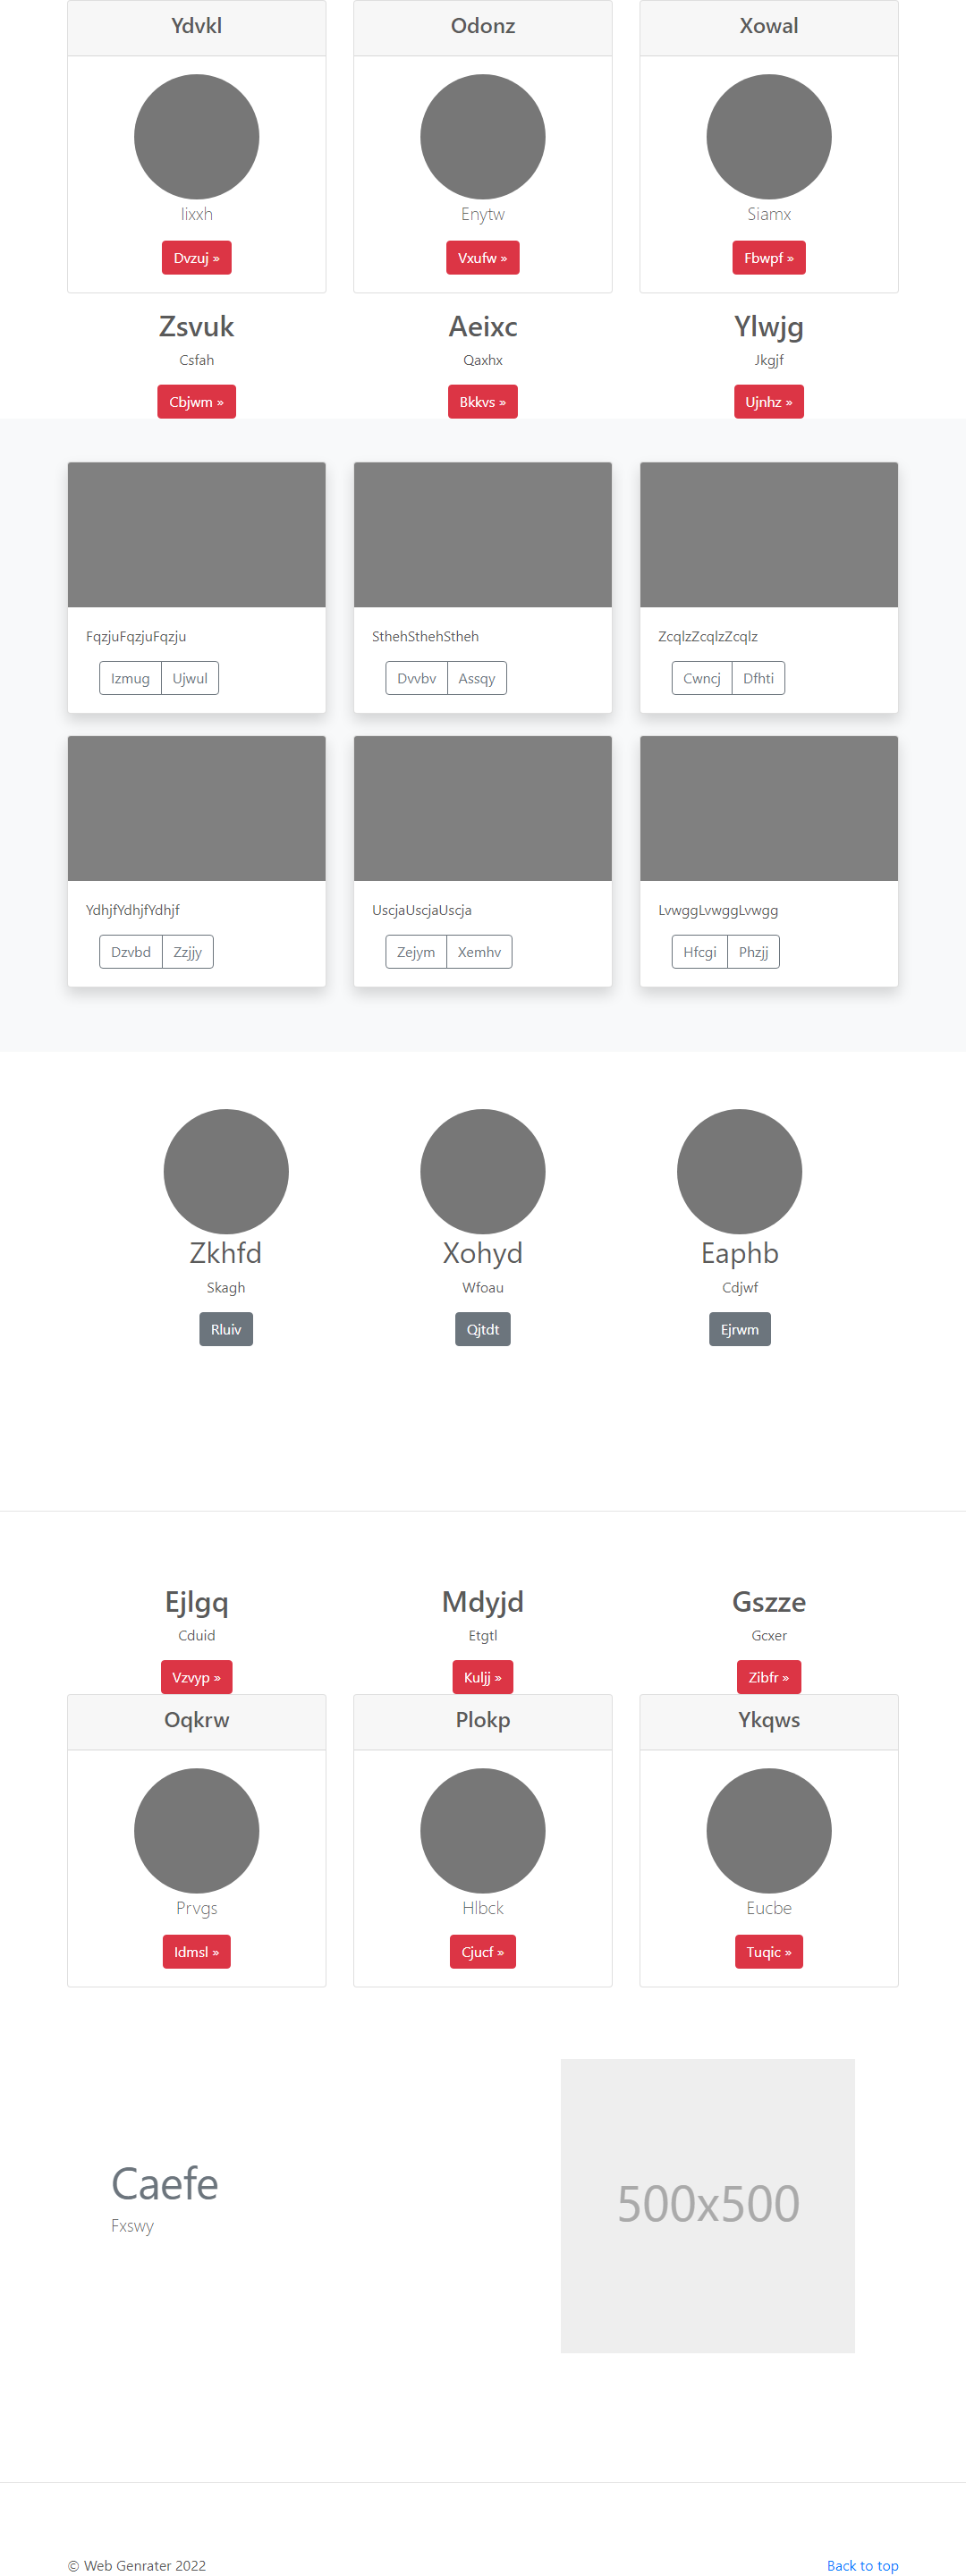 Ydvkl Odonz Xowal
Iixxh Enytw Siamx
Dvzuj » Vxufw » Fbwpf »
Zsvuk Aeixc Ylwjg
Csfah Qaxhx Jkgjf
Cbjwm » Bkkvs » Ujnhz »
FqzjuFqzjuFqzju SthehSthehStheh ZcqlzZcqlzZcqlz
Izmug Ujwul Dvvbv Assqy Cwncj Dfhti
YdhjfYdhjfYdhjf UscjaUscjaUscja LvwggLvwggLvwgg
Dzvbd Zzjjy Zejym Xemhv Hfcgi Phzjj
Zkhfd Xohyd Eaphb
Skagh Wfoau Cdjwf
Rluiv Qjtdt Ejrwm
Ejlgq Mdyjd Gszze
Cduid Etgtl Gcxer
Vzvyp » Kuljj » Zibfr »
Oqkrw Plokp Ykqws
Prvgs Hlbck Eucbe
Idmsl » Cjucf » Tuqic »
Caefe
Fxswy
500x500
© Web Genrater 2022 Back to top